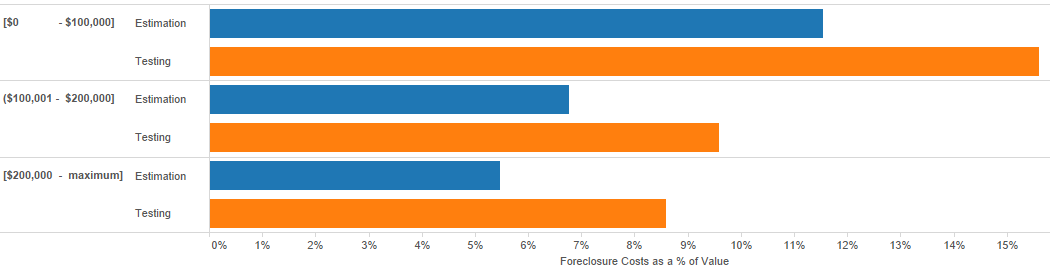 [$0 - $100,000] Estimation
Testing
($100,001 - $200,000] Estimation
Testing
[$200,000 - maximum] Estimation
Testing
0% 1% 2% 3% 4% 5% 6% 7% 8% 9% 10% 11% 12% 13% 14% 15%
Foreclosure Costs as a % of Value